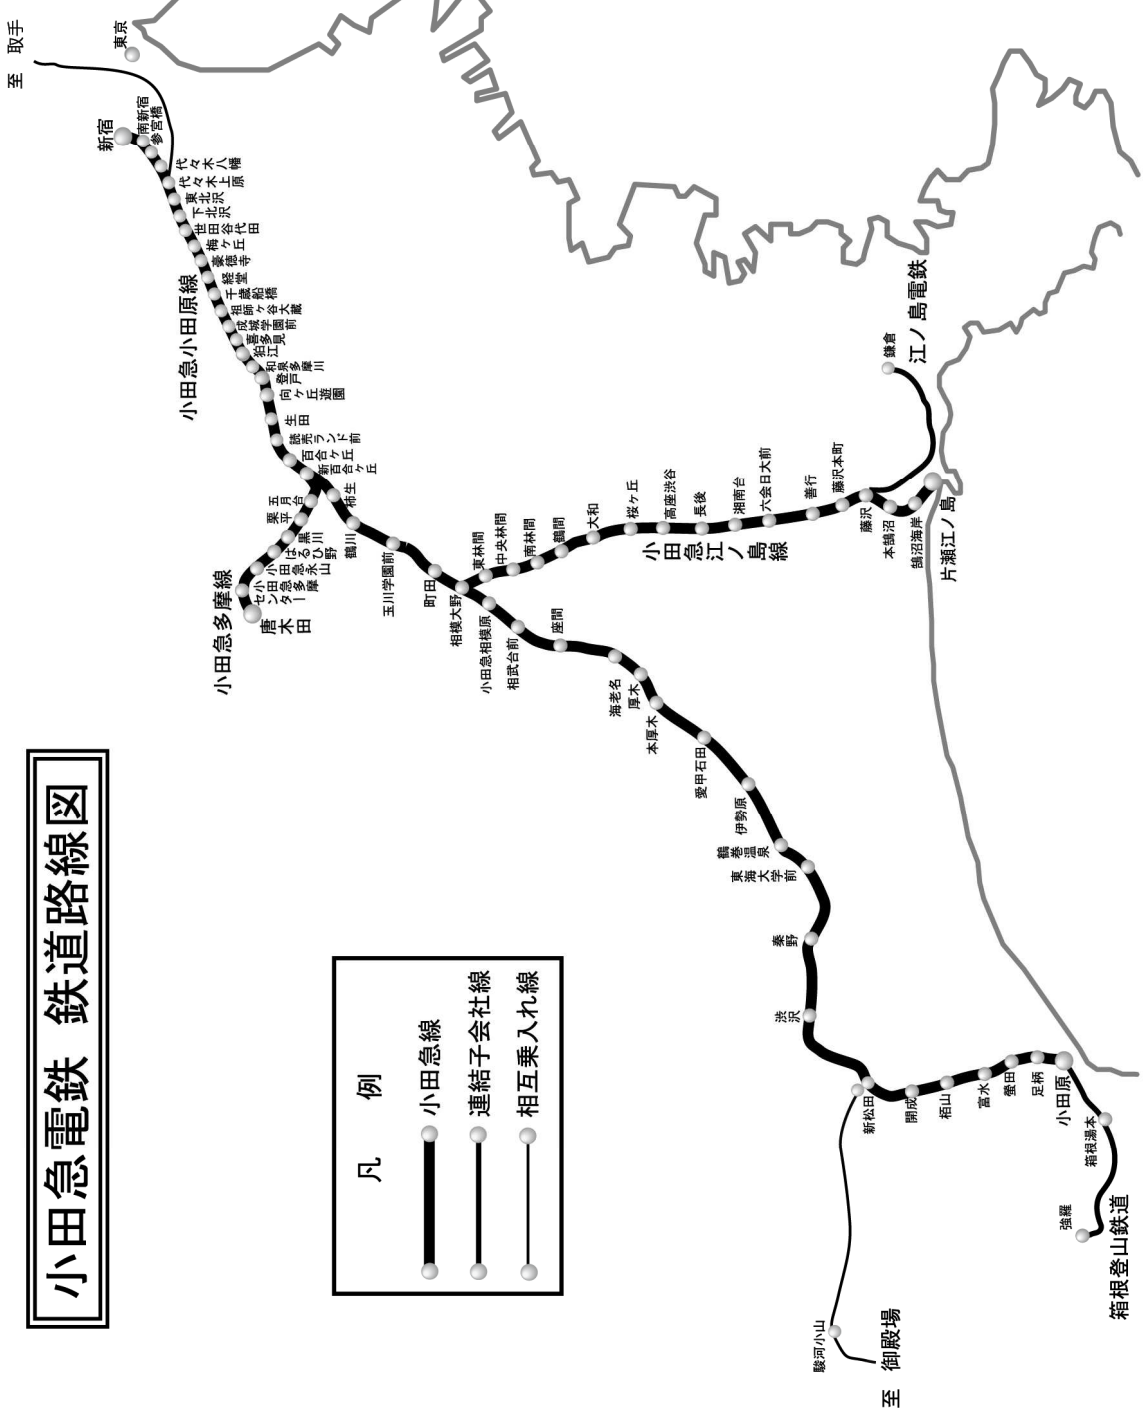 小田急電鉄 鉄道路線図
凡 例
小田急線
連結子会社線
相互乗入れ線
至 取手
東京
新宿
南新宿
参宮橋
代々木八幡
代々木上原
東北沢
下北沢
世田谷代田
梅ヶ丘
豪徳寺
経堂
千歳船橋
祖師ヶ谷大蔵
成城学園前
喜多見
狛江
和泉多摩川
登戸
向ヶ丘遊園
生田
読売ランド前
百合ヶ丘
新百合ヶ丘
小田急小田原線
五月台
栗平
黒川
はるひ野
小田急永山
小田急多摩センター
唐木田
小田急多摩線
柿生
鶴川
玉川学園前
町田
相模大野
小田急相模原
相武台前
座間
海老名
厚木
本厚木
愛甲石田
伊勢原
鶴巻温泉
東海大学前
秦野
渋沢
新松田
開成
栢山
富水
螢田
足柄
小田原
東林間
中央林間
南林間
鶴間
大和
桜ヶ丘
高座渋谷
長後
湘南台
六会日大前
善行
藤沢本町
藤沢
本鵠沼
鵠沼海岸
片瀬江ノ島
小田急江ノ島線
鎌倉
江ノ島電鉄
箱根湯本
強羅
箱根登山鉄道
駿河小山
至 御殿場